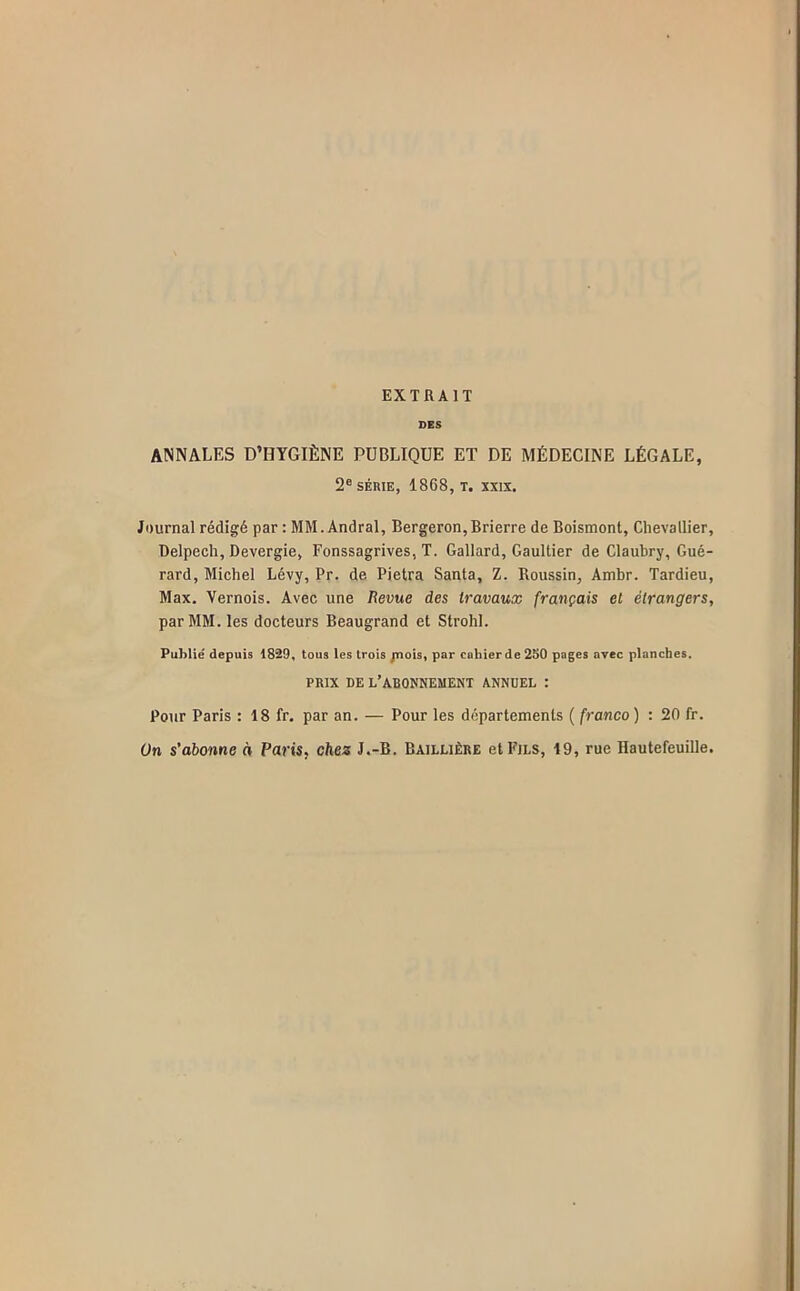 EXTRAIT
DES
ANNALES D'HYGIÈNE PUBLIQUE ET DE MÉDECINE LÉGALE,
2e SÉRIE, 1868, T. XXIX.
Journal rédigé par : MM. Andral, Bergeron, Brierre de Boismont, Chevallier,
Delpech, Devergie, Fonssagrives, T. Gallard, Gaultier de Claubry, Gué-
rard, Michel Lévy, Pr. de Pietra Santa, Z. Roussin, Ambr. Tardieu,
Max. Vernois. Avec une Revue des travaux français et étrangers,
par MM. les docteurs Beaugrand et Strohl.
Publié depuis 1829, tous les trois mois, par cahier de 250 pages avec planches.
PRIX DE L'ABONNEMENT ANNUEL :
Pour Paris : 18 fr. par an. — Pour les départements (franco) : 20 fr.
On s'abonne à Paris, chez J.-B. BAILLIÈRE et FILS, 19, rue Hautefeuille.